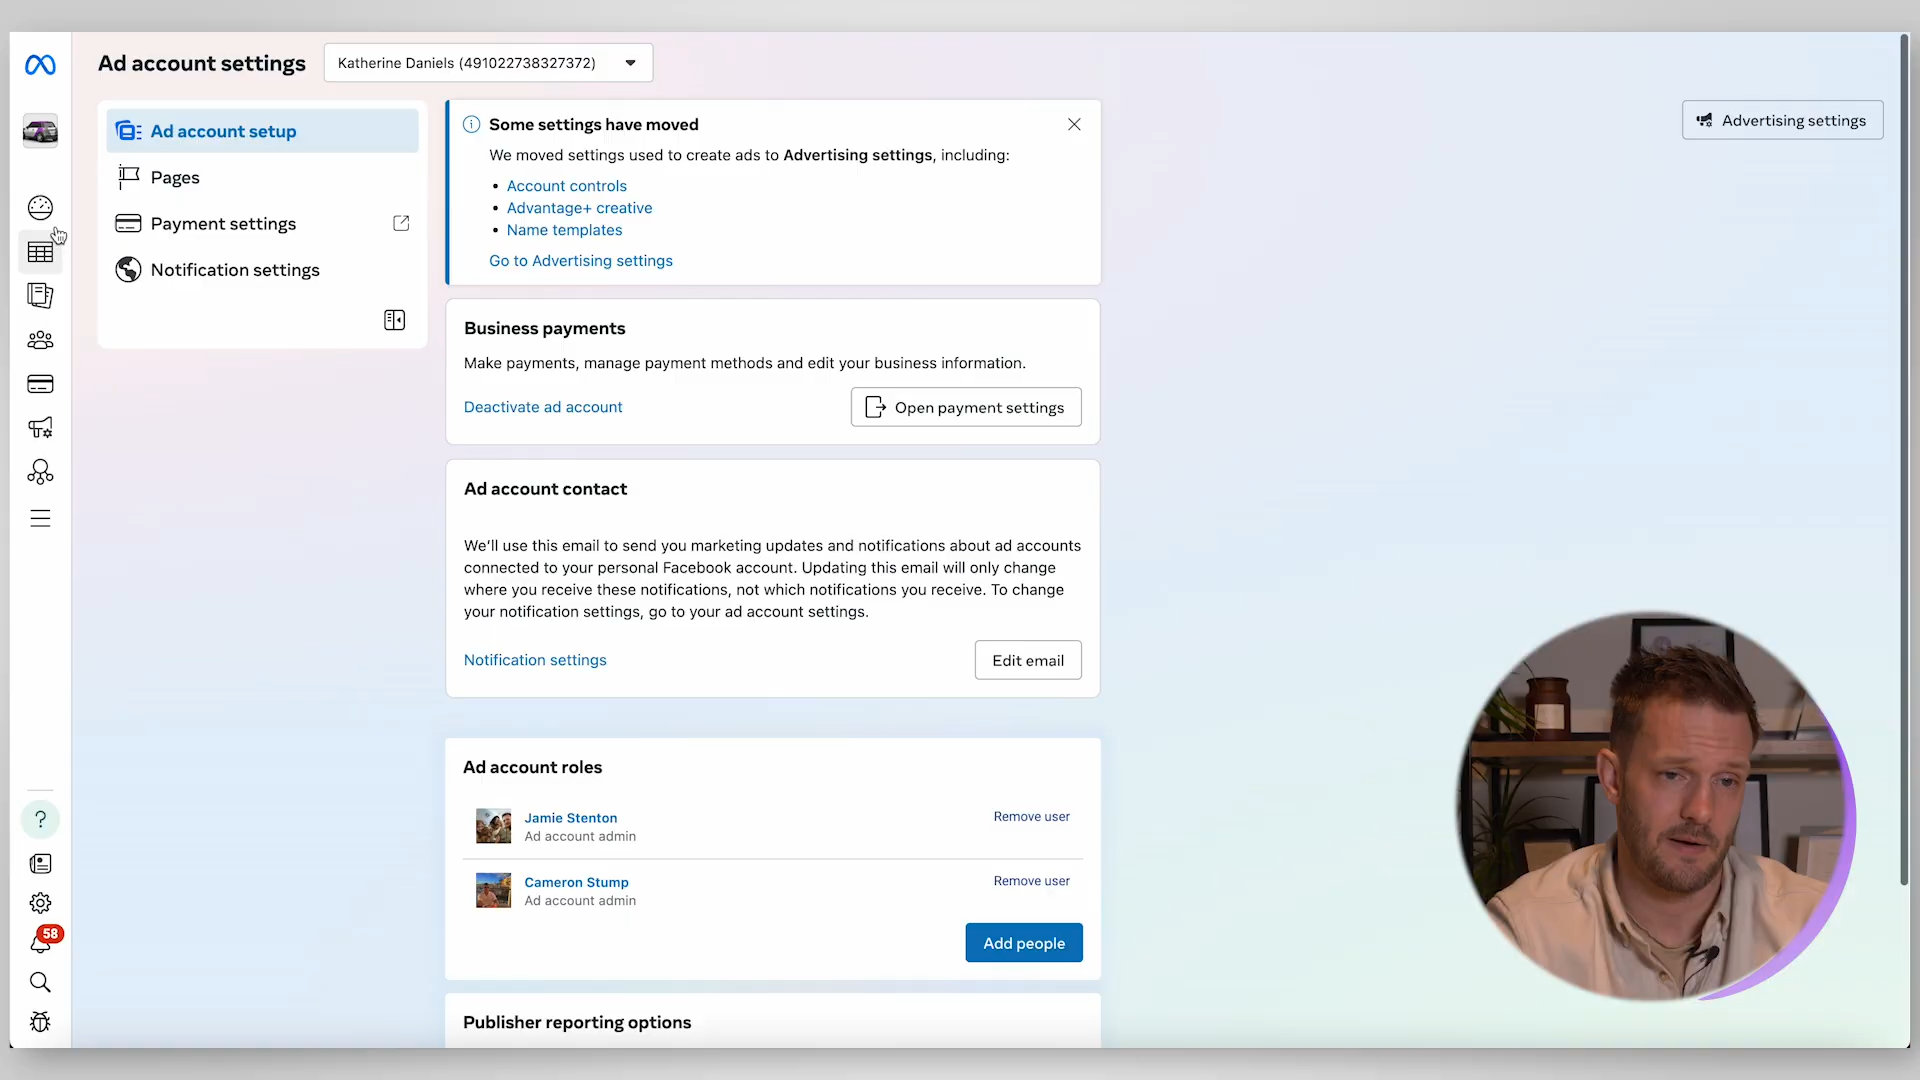 Ad account settings
Katherine Daniels (491022738327372)
Ad account setup
Pages
Payment settings
Notification settings
Some settings have moved
We moved settings used to create ads to Advertising settings, including:
• Account controls
• Advantage+ creative
• Name templates
Go to Advertising settings
Advertising settings
Business payments
Make payments, manage payment methods and edit your business information.
Deactivate ad account
Open payment settings
Ad account contact
We'll use this email to send you marketing updates and notifications about ad accounts
connected to your personal Facebook account. Updating this email will only change
where you receive these notifications, not which notifications you receive. To change
your notification settings, go to your ad account settings.
Notification settings
Edit email
Ad account roles
Jamie Stenton
Remove user
Ad account admin
Cameron Stump
Remove user
Ad account admin
Add people
Publisher reporting options
?
58